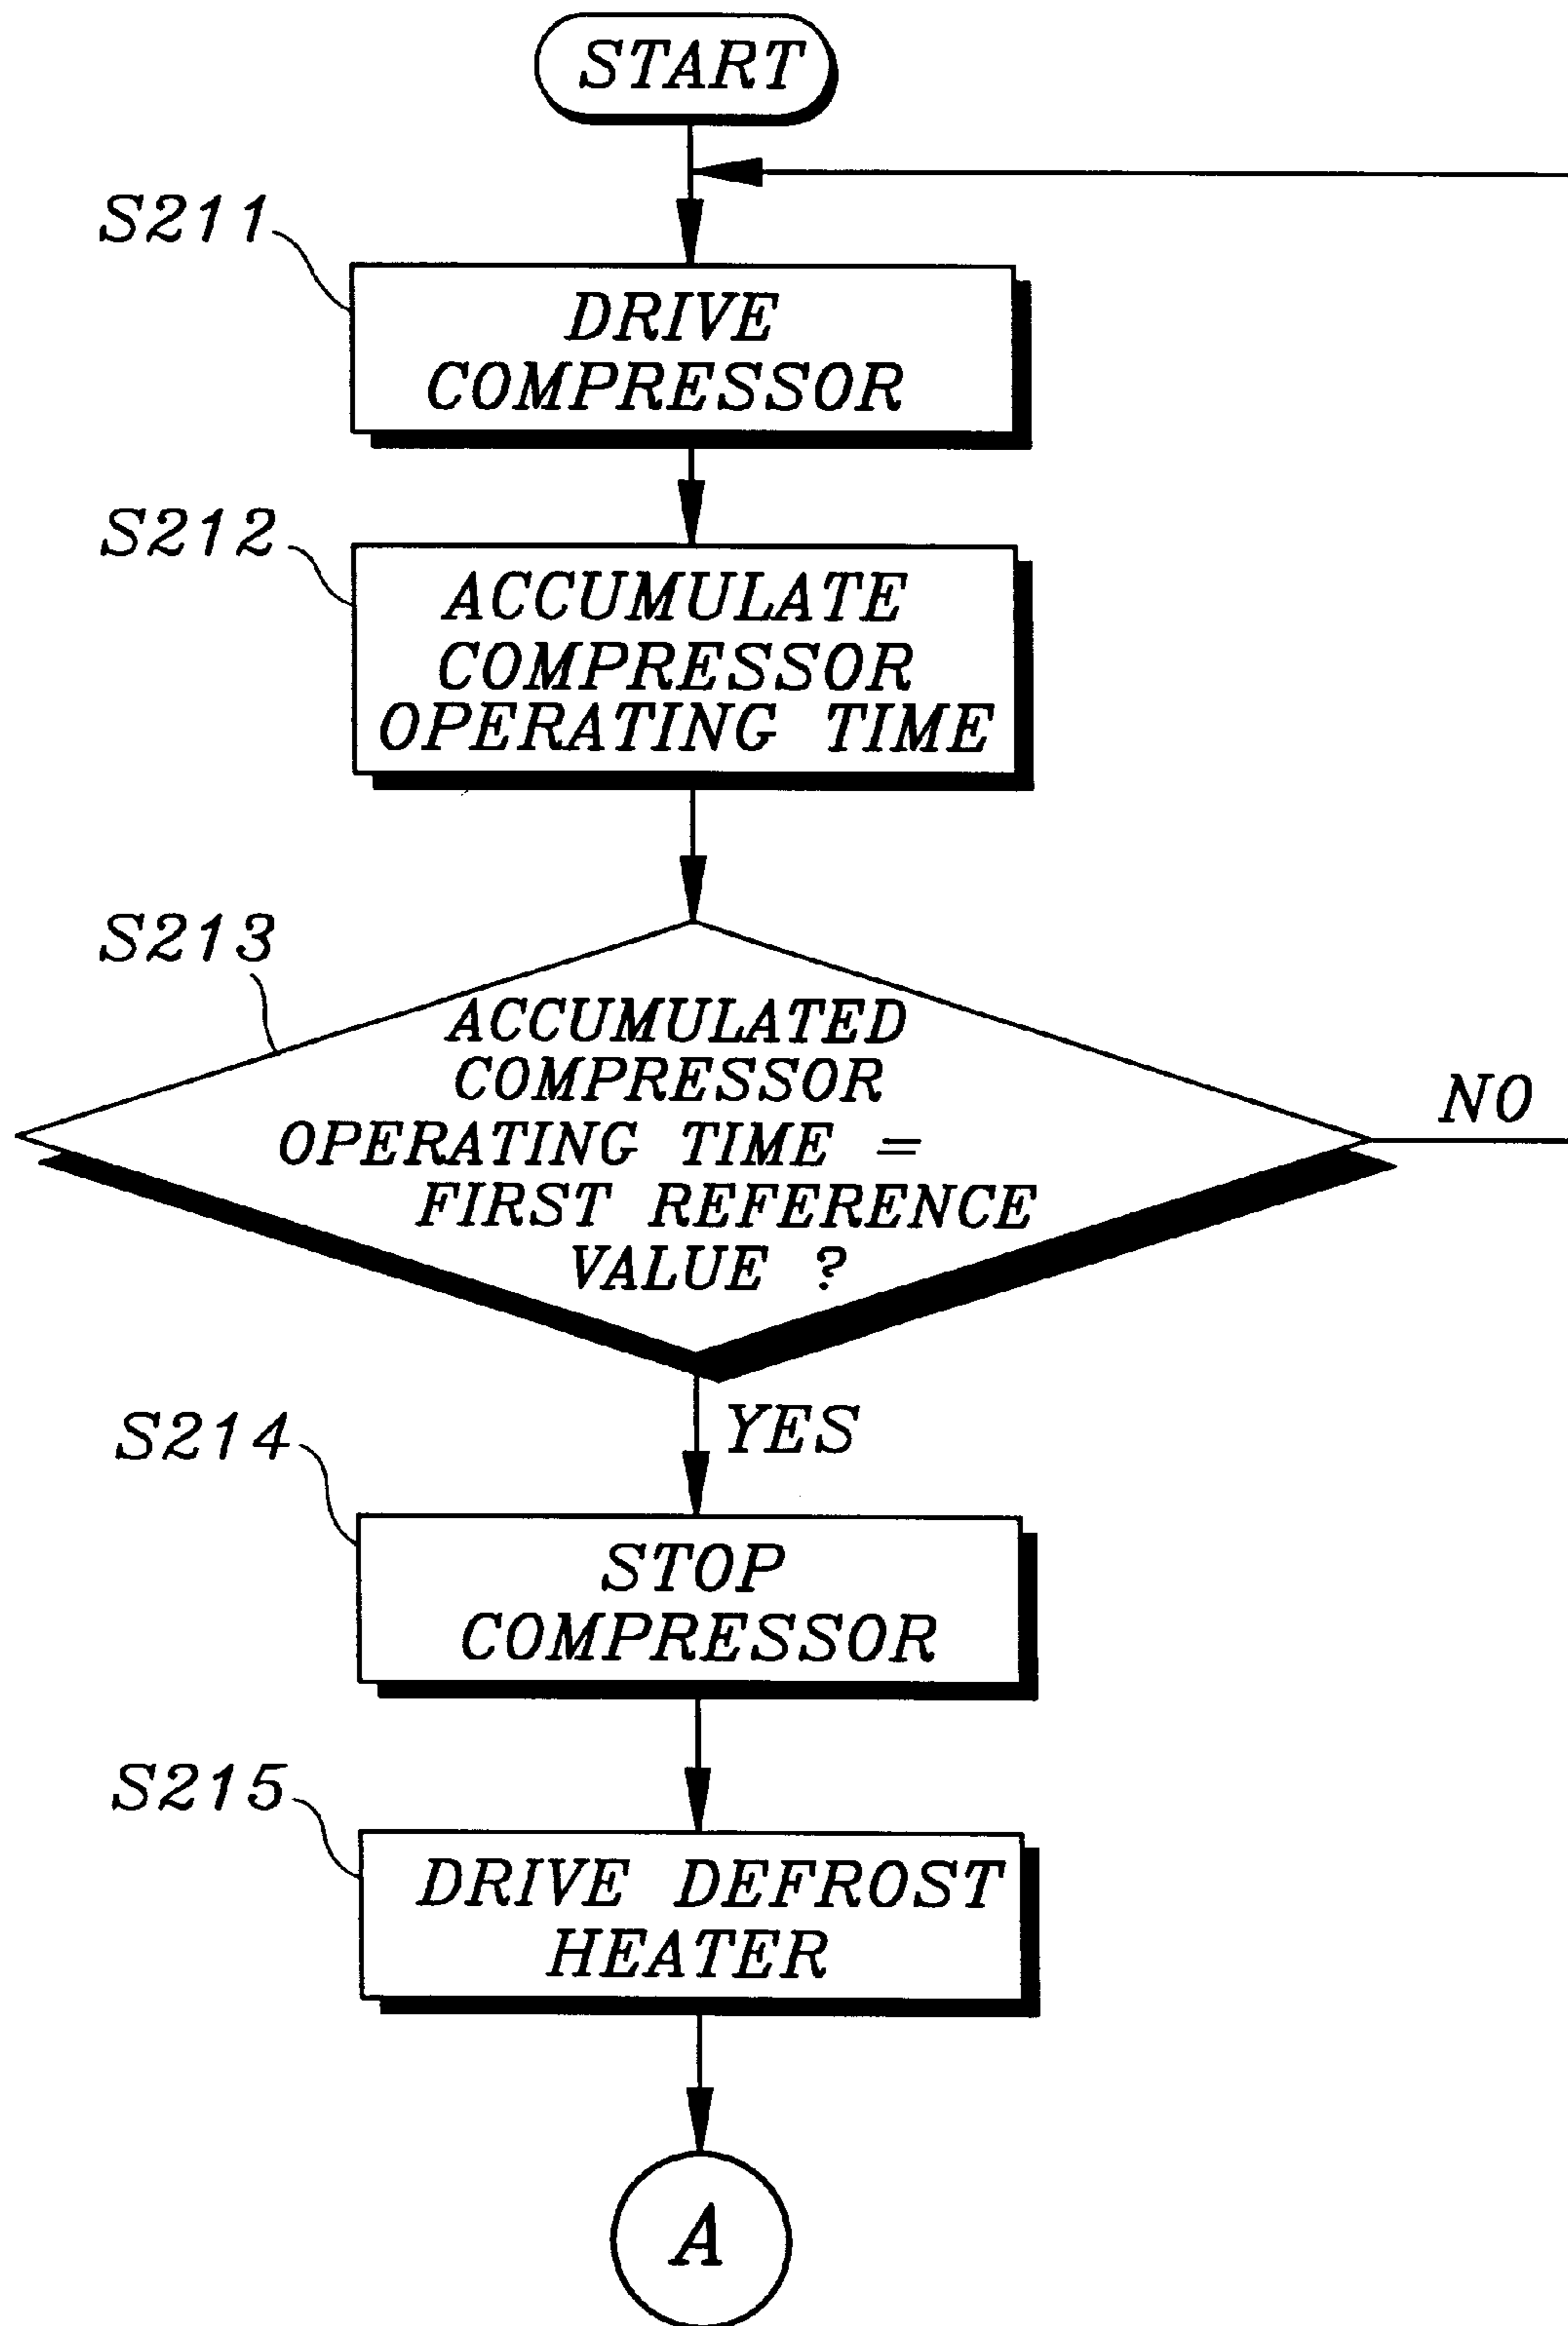 START
S211
DRIVE
COMPRESSOR
S212
ACCUMULATE
COMPRESSOR
OPERATING TIME
S213
ACCUMULATED
COMPRESSOR
OPERATING TIME =
FIRST REFERENCE
VALUE ?
NO
YES
S214
STOP
COMPRESSOR
S215
DRIVE DEFROST
HEATER
A